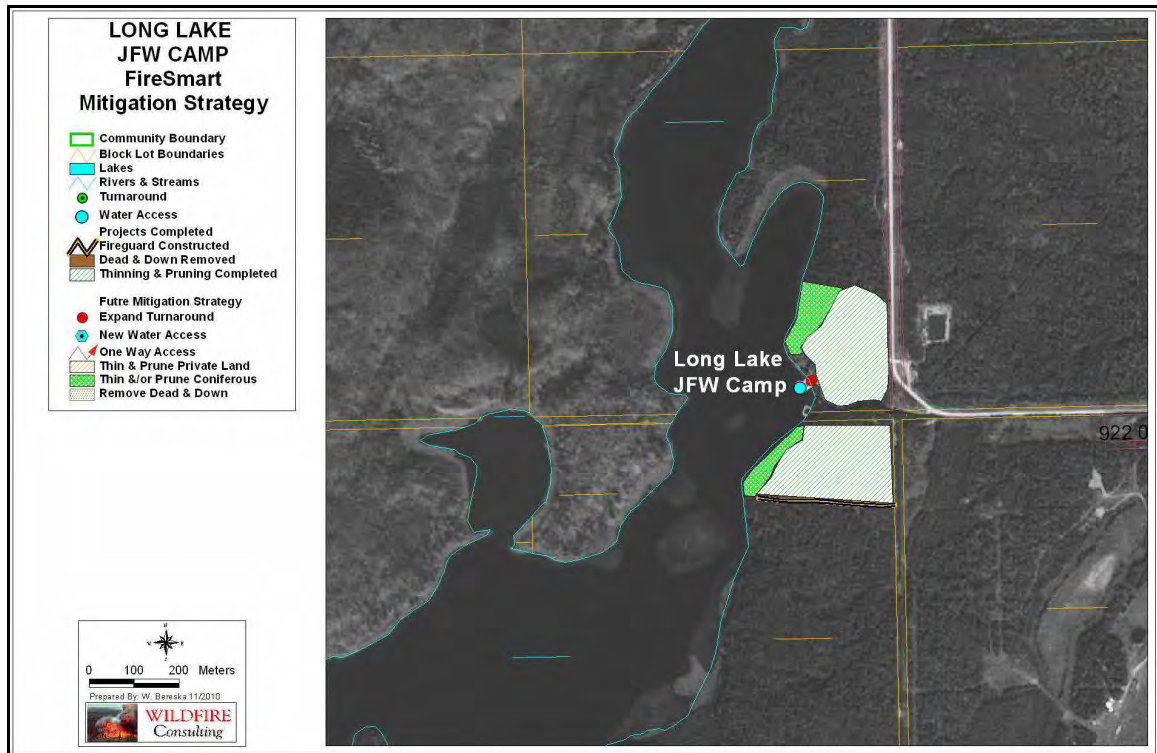 LONG LAKE
JFW CAMP
FireSmart
Mitigation Strategy
Community Boundary
Block Lot Boundaries
Lakes
Rivers & Streams
Turnaround
Water Access
Projects Completed
Fireguard Constructed
Dead & Down Removed
Thinning & Pruning Completed
Futre Mitigation Strategy
Expand Turnaround
New Water Access
One Way Access
Thin & Prune Private Land
Thin &/or Prune Coniferous
Remove Dead & Down
Long Lake
JFW Camp
922 0
0 100 200 Meters
Prepared By: W. Bereska 11/2010
WILDFIRE
Consulting